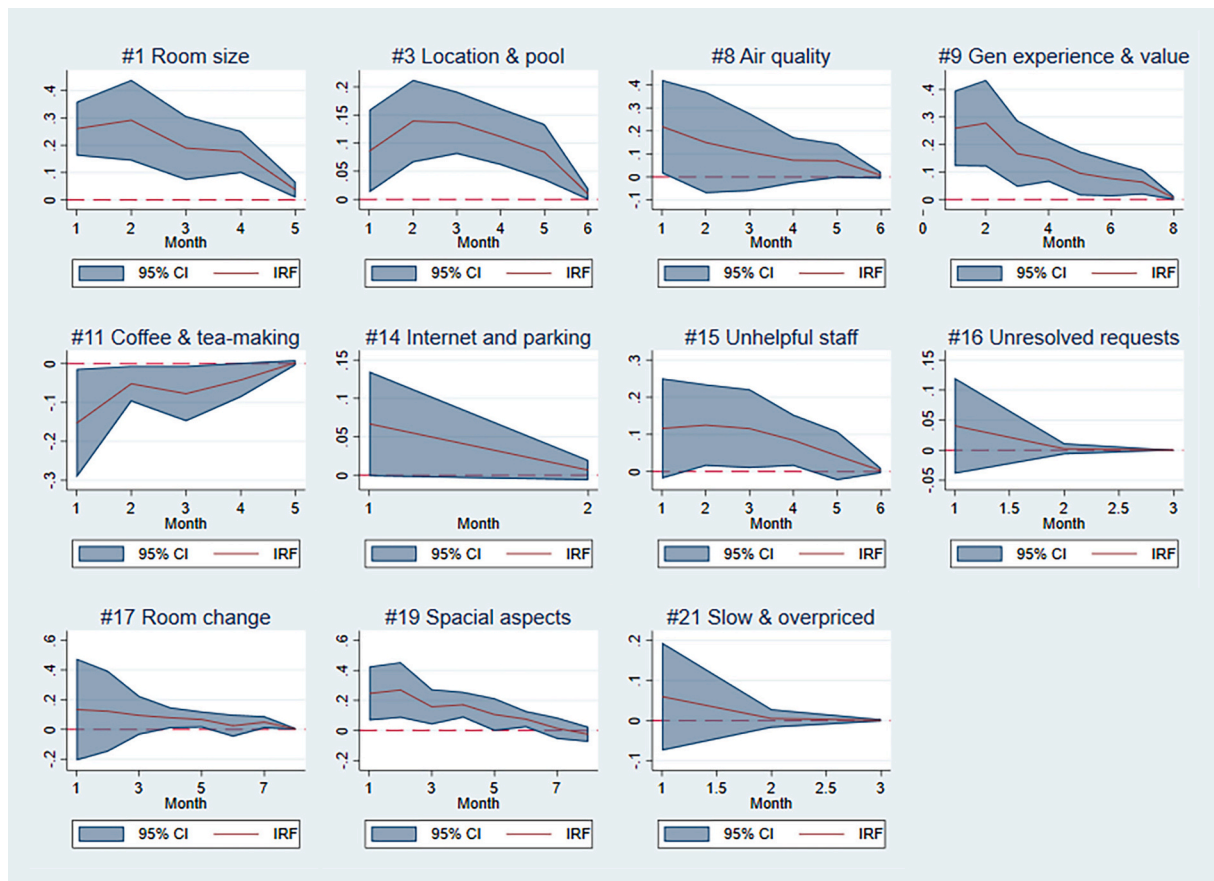 #1 Room size
#3 Location & pool
#8 Air quality
#9 Gen experience & value
.4
.3
.2
.1
0
1 2 3 4 5
Month
95% CI IRF
.2
.15
.1
.05
0
1 2 3 4 5 6
Month
95% CI IRF
.4
.3
.2
.1
0
-.1
1 2 3 4 5 6
Month
95% CI IRF
.4
.3
.2
.1
0
0 2 4 6 8
Month
95% CI IRF
#11 Coffee & tea-making
#14 Internet and parking
#15 Unhelpful staff
#16 Unresolved requests
0
-.1
-.2
-.3
1 2 3 4 5
Month
95% CI IRF
.15
.1
.05
0
1 2
Month
95% CI IRF
.3
.2
.1
0
1 2 3 4 5 6
Month
95% CI IRF
.15
.1
.05
0
-.05
1 1.5 2 2.5 3
Month
95% CI IRF
#17 Room change
#19 Spacial aspects
#21 Slow & overpriced
.6
.4
.2
0
-.2
1 3 5 7
Month
95% CI IRF
.6
.4
.2
0
-.2
1 3 5 7
Month
95% CI IRF
.2
.1
0
-.1
1 1.5 2 2.5 3
Month
95% CI IRF